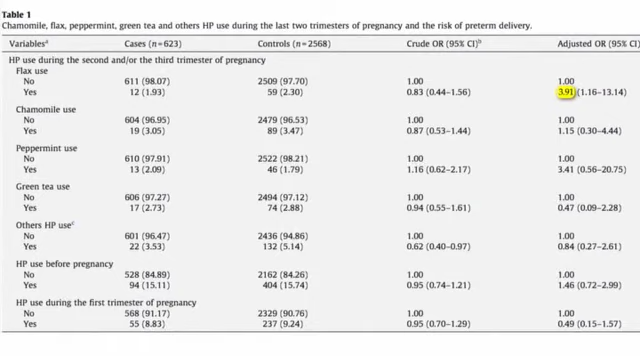 Table 1
Chamomile, flax, peppermint, green tea and others HP use during the last two trimesters of pregnancy and the risk of preterm delivery.
Variablesᵃ Cases (n=623) Controls (n=2568) Crude OR (95% CI)ᵇ Adjusted OR (95% CI)
HP use during the second and/or the third trimester of pregnancy
Flax use
No 611 (98.07) 2509 (97.70) 1.00 1.00
Yes 12 (1.93) 59 (2.30) 0.83 (0.44–1.56) 3.91 (1.16–13.14)
Chamomile use
No 604 (96.95) 2479 (96.53) 1.00 1.00
Yes 19 (3.05) 89 (3.47) 0.87 (0.53–1.44) 1.15 (0.30–4.44)
Peppermint use
No 610 (97.91) 2522 (98.21) 1.00 1.00
Yes 13 (2.09) 46 (1.79) 1.16 (0.62–2.17) 3.41 (0.56–20.75)
Green tea use
No 606 (97.27) 2494 (97.12) 1.00 1.00
Yes 17 (2.73) 74 (2.88) 0.94 (0.55–1.61) 0.47 (0.09–2.28)
Others HP useᶜ
No 601 (96.47) 2436 (94.86) 1.00 1.00
Yes 22 (3.53) 132 (5.14) 0.62 (0.40–0.97) 0.84 (0.27–2.61)
HP use before pregnancy
No 528 (84.89) 2162 (84.26) 1.00 1.00
Yes 94 (15.11) 404 (15.74) 0.95 (0.74–1.21) 1.46 (0.72–2.99)
HP use during the first trimester of pregnancy
No 568 (91.17) 2329 (90.76) 1.00 1.00
Yes 55 (8.83) 237 (9.24) 0.95 (0.70–1.29) 0.49 (0.15–1.57)